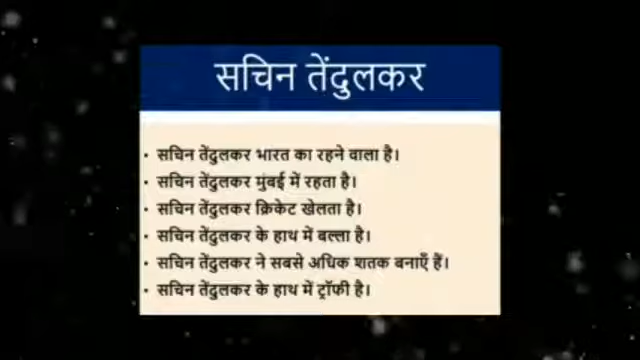 सचिन तेंदुलकर
• सचिन तेंदुलकर भारत का रहने वाला है।
• सचिन तेंदुलकर मुंबई में रहता है।
• सचिन तेंदुलकर क्रिकेट खेलता है।
• सचिन तेंदुलकर के हाथ में बल्ला है।
• सचिन तेंदुलकर ने सबसे अधिक शतक बनाएँ हैं।
• सचिन तेंदुलकर के हाथ में ट्रॉफी है।